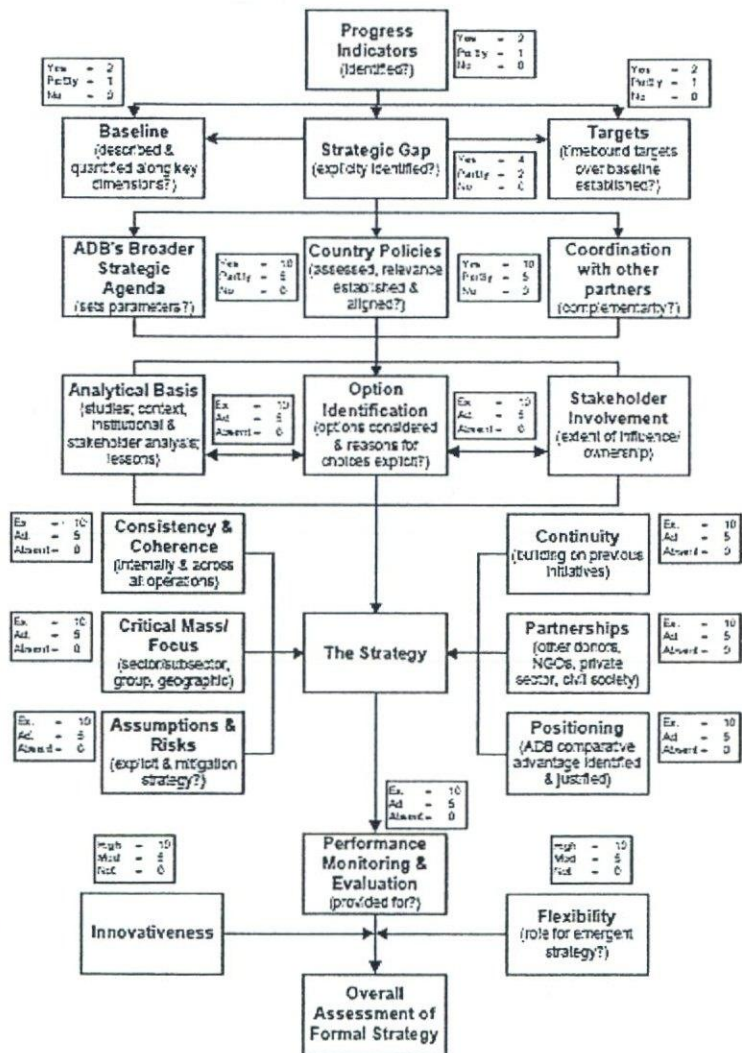 Progress
Indicators
(identified?)
Yes = 2
Partly = 1
No = 0
Yes = 2
Partly = 1
No = 0
Yes = 2
Partly = 1
No = 0
Baseline
(described &
quantified along key
dimensions?)
Strategic Gap
(explicity identified?)
Yes = 4
Partly = 2
No = 0
Targets
(timebound targets
over baseline
established?)
ADB's Broader
Strategic
Agenda
(sets parameters?)
Yes = 10
Partly = 5
No = 0
Country Policies
(assessed, relevance
established &
aligned?)
Yes = 10
Partly = 5
No = 0
Coordination
with other
partners
(complementarity?)
Analytical Basis
(studies; context,
institutional &
stakeholder analysis;
lessons)
Ex. = 10
Ad. = 5
Absent = 0
Option
Identification
(options considered
& reasons for
choices explicit?)
Ex. = 10
Ad. = 5
Absent = 0
Stakeholder
Involvement
(extent of influence/
ownership)
Ex. = 10
Ad. = 5
Absent = 0
Consistency &
Coherence
(internally & across
all operations)
Continuity
(building on previous
initiatives)
Ex. = 10
Ad. = 5
Absent = 0
Ex. = 10
Ad. = 5
Absent = 0
Critical Mass/
Focus
(sector/subsector,
group, geographic)
The Strategy
Partnerships
(other donors,
NGOs, private
sector, civil society)
Ex. = 10
Ad. = 5
Absent = 0
Ex. = 10
Ad. = 5
Absent = 0
Assumptions &
Risks
(explicit & mitigation
strategy?)
Positioning
(ADB comparative
advantage identified
& justified)
Ex. = 10
Ad. = 5
Absent = 0
Ex. = 10
Ad. = 5
Absent = 0
High = 10
Mod = 5
Not = 0
Performance
Monitoring &
Evaluation
(provided for?)
High = 10
Mod = 5
Not = 0
Innovativeness
Flexibility
(role for emergent
strategy?)
Overall
Assessment of
Formal Strategy